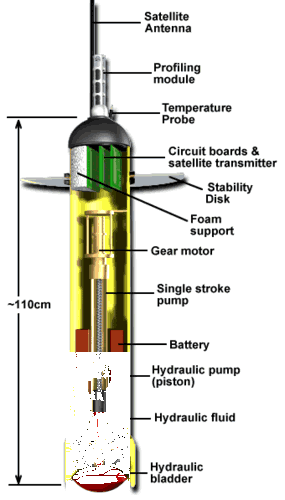 Satellite
Antenna
Profiling
module
Temperature
Probe
Circuit boards &
satellite transmitter
Stability
Disk
Foam
support
Gear motor
~110cm
Single stroke
pump
Battery
Hydraulic pump
(piston)
Hydraulic fluid
Hydraulic
bladder